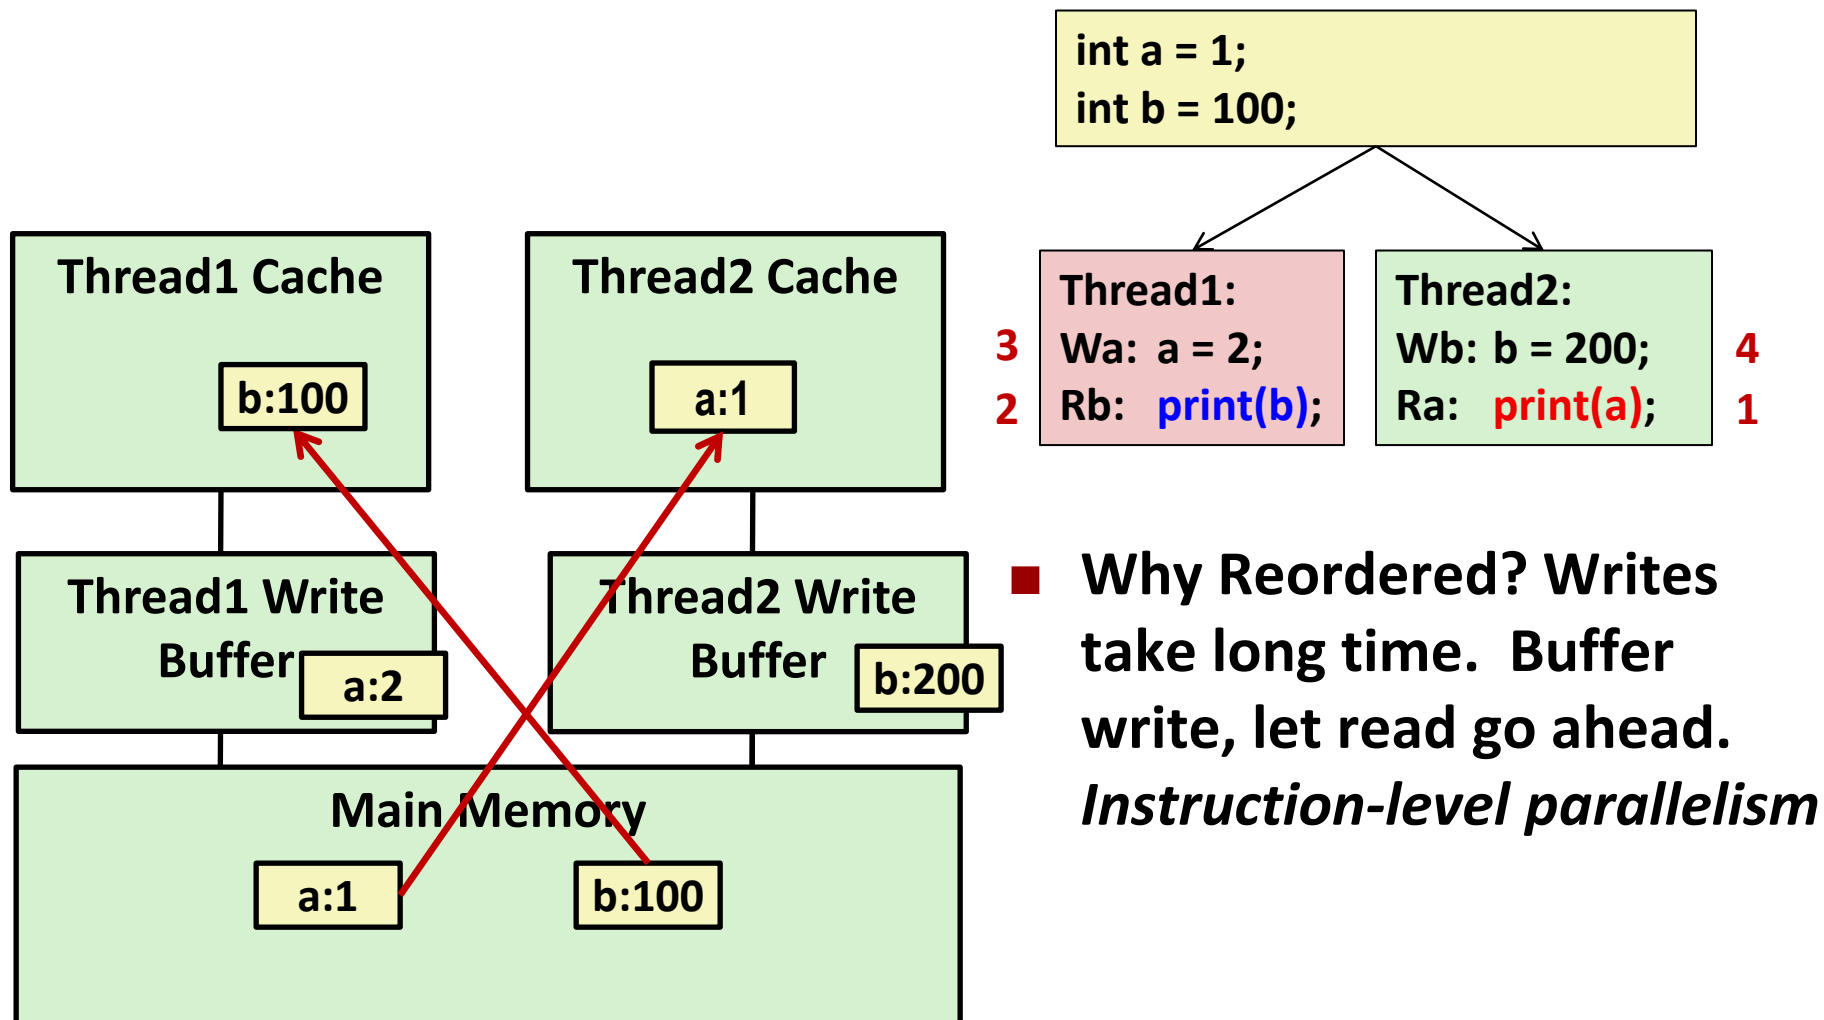 int a = 1;
int b = 100;
Thread1 Cache
b:100
Thread2 Cache
a:1
Thread1:
3 Wa: a = 2;
2 Rb: print(b);
Thread2:
Wb: b = 200; 4
Ra: print(a); 1
Thread1 Write
Buffer
a:2
Thread2 Write
Buffer
b:200
Main Memory
a:1
b:100
Why Reordered? Writes
take long time. Buffer
write, let read go ahead.
Instruction-level parallelism